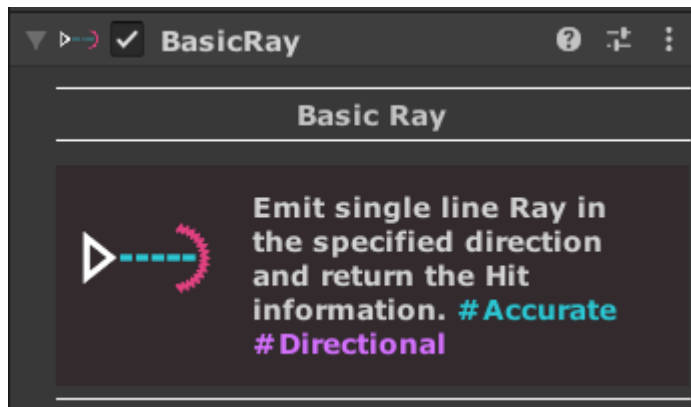 BasicRay
Basic Ray
Emit single line Ray in
the specified direction
and return the Hit
information. #Accurate
#Directional